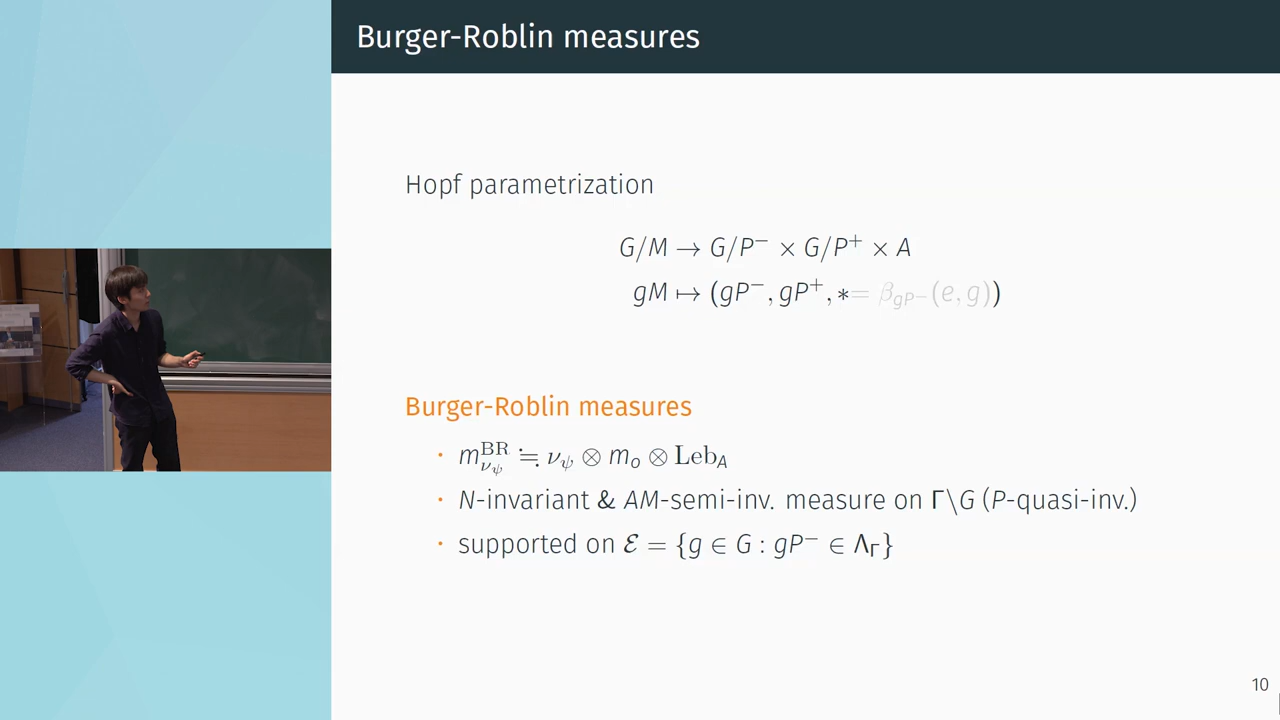 Burger-Roblin measures
Hopf parametrization
G/M → G/P⁻ × G/P⁺ × A
gM ↦ (gP⁻, gP⁺, *= β_{gP⁻}(e, g))
Burger-Roblin measures
· m^{BR}_{ν_ψ} ≒ ν_ψ ⊗ m_o ⊗ Leb_A
· N-invariant & AM-semi-inv. measure on Γ\G (P-quasi-inv.)
· supported on ℰ = {g ∈ G : gP⁻ ∈ Λ_Γ}
10